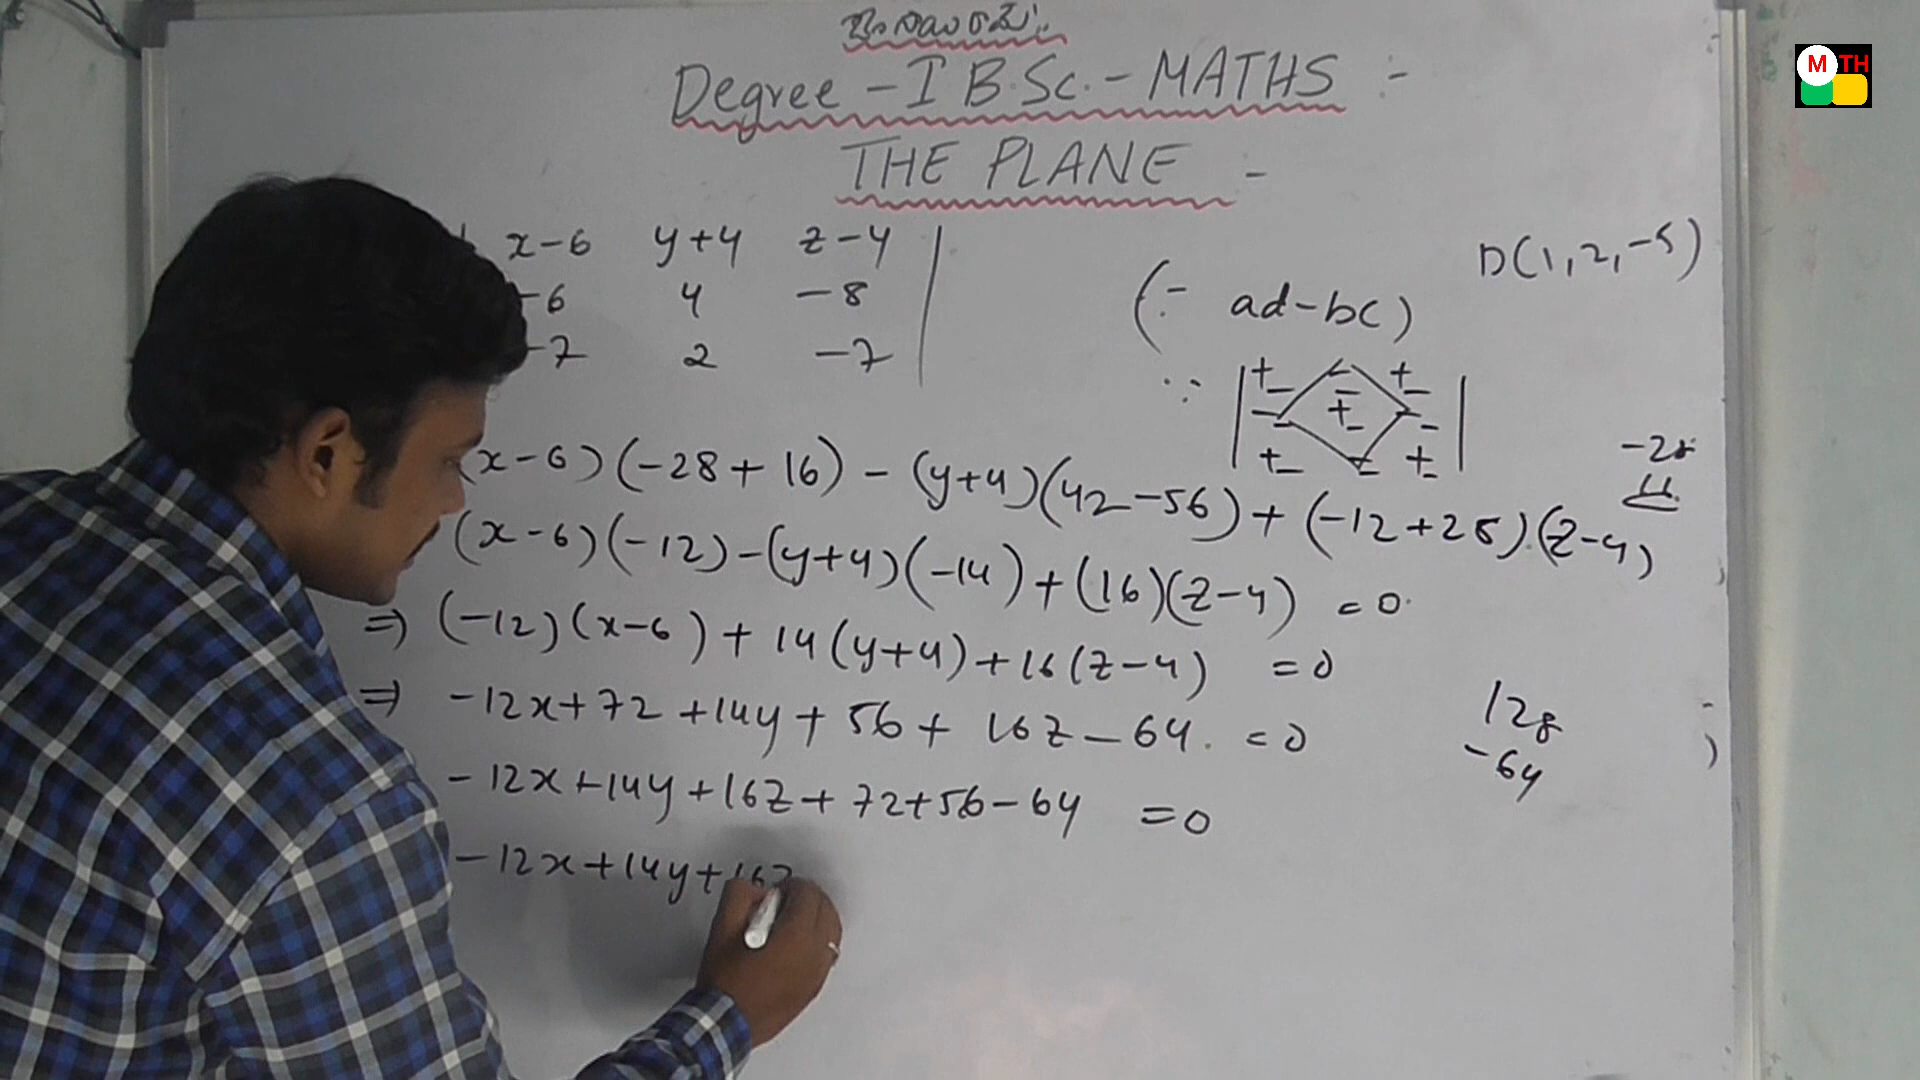 Degree - I B.Sc. - MATHS :-
THE PLANE -
x-6 y+4 z-4
-6 4 -8
-7 2 -7
D(1,2,-5)
(∵ ad-bc)
∵ | + - + |
| - + - |
| + - + |
(x-6)(-28+16) - (y+4)(42-56) + (-12+28).(z-4)
-28
(x-6)(-12) - (y+4)(-14) + (16)(z-4) = 0.
⇒ (-12)(x-6) + 14(y+4) + 16(z-4) = 0
⇒ -12x+72 +14y + 56 + 16z - 64. = 0
128
-64
-12x+14y+16z+72+56-64 = 0
-12x+14y+16z
M TH